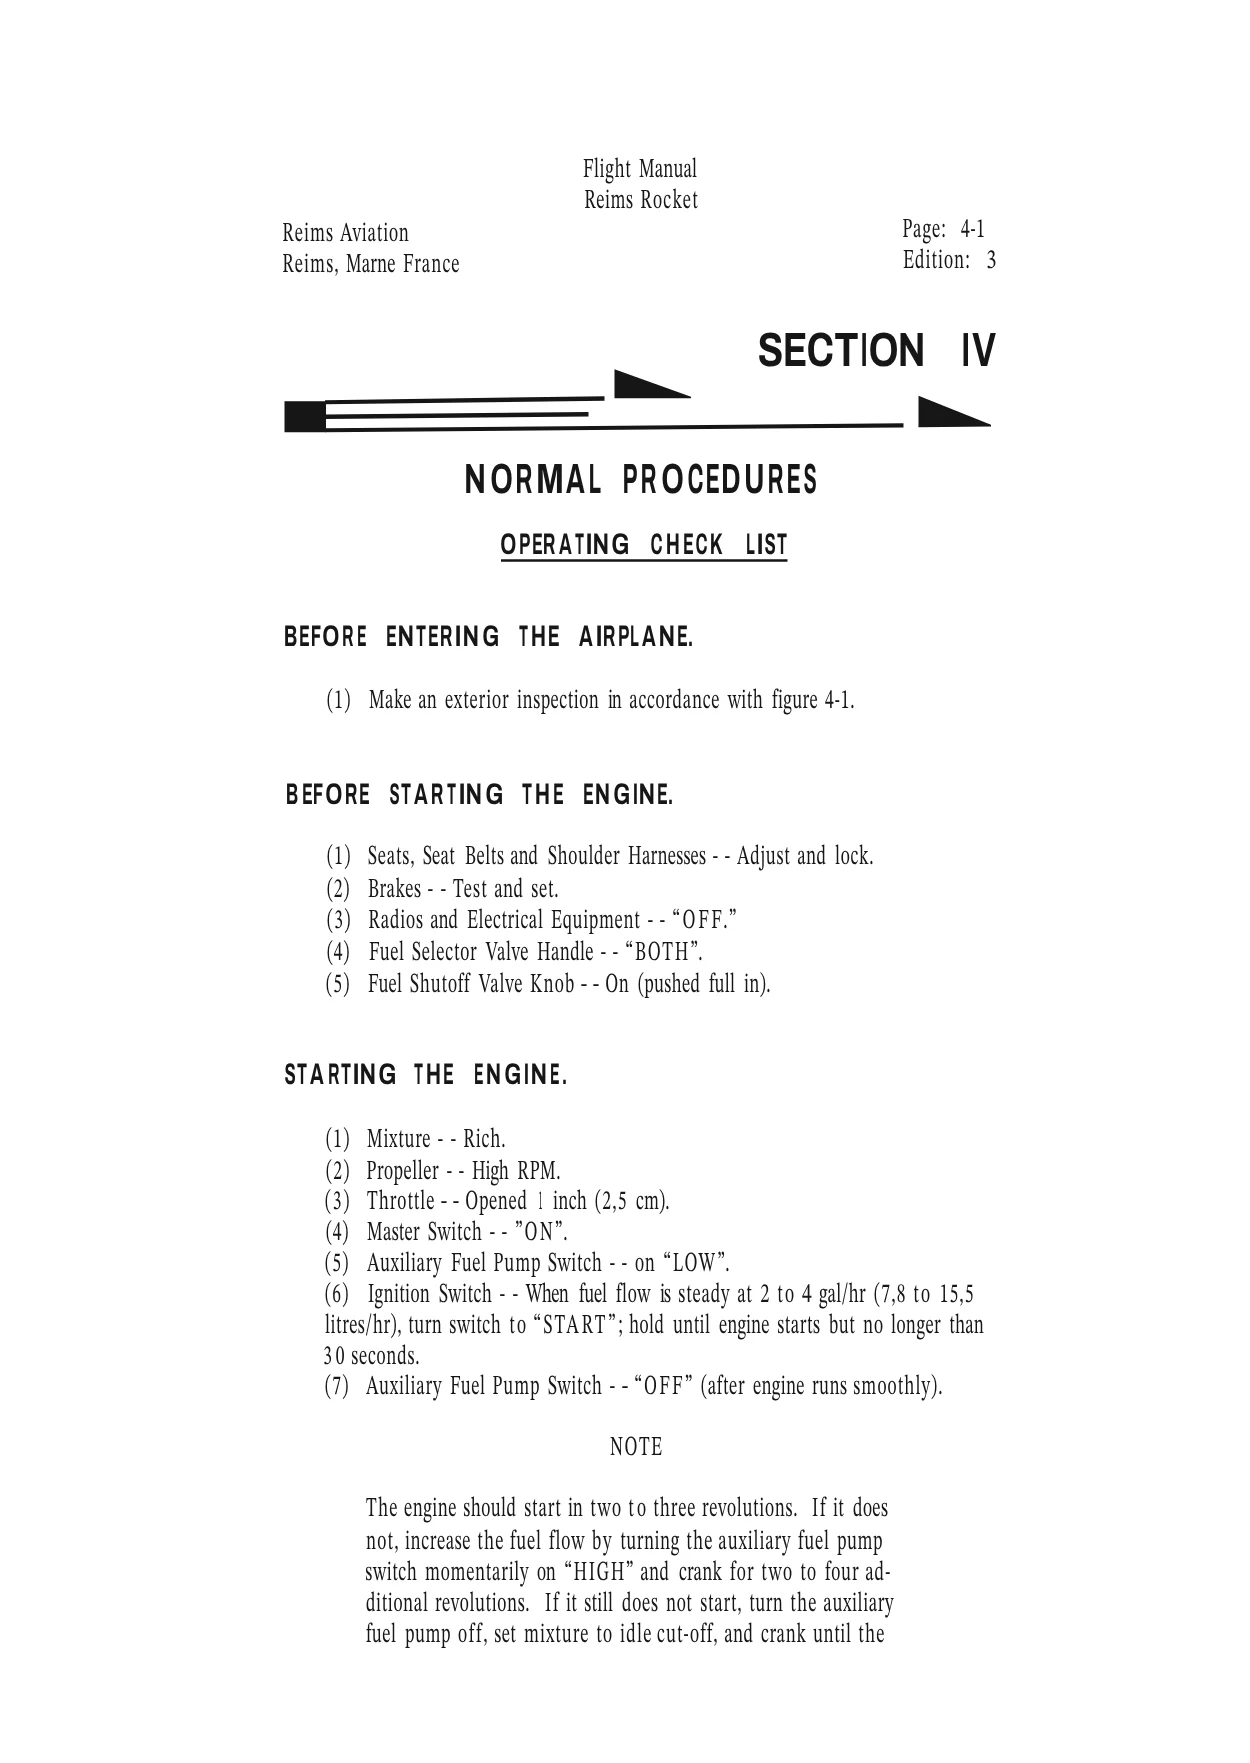 Flight Manual
Reims Rocket
Reims Aviation
Reims, Marne France
Page: 4-1
Edition: 3
SECTION IV
NORMAL PROCEDURES
OPERATING CHECK LIST
BEFORE ENTERING THE AIRPLANE.
(1) Make an exterior inspection in accordance with figure 4-1.
BEFORE STARTING THE ENGINE.
(1) Seats, Seat Belts and Shoulder Harnesses - - Adjust and lock.
(2) Brakes - - Test and set.
(3) Radios and Electrical Equipment - - “OFF.”
(4) Fuel Selector Valve Handle - - “BOTH”.
(5) Fuel Shutoff Valve Knob - - On (pushed full in).
STARTING THE ENGINE.
(1) Mixture - - Rich.
(2) Propeller - - High RPM.
(3) Throttle - - Opened 1 inch (2,5 cm).
(4) Master Switch - - ”ON”.
(5) Auxiliary Fuel Pump Switch - - on “LOW”.
(6) Ignition Switch - - When fuel flow is steady at 2 to 4 gal/hr (7,8 to 15,5
litres/hr), turn switch to “START”; hold until engine starts but no longer than
30 seconds.
(7) Auxiliary Fuel Pump Switch - - “OFF” (after engine runs smoothly).
NOTE
The engine should start in two to three revolutions. If it does
not, increase the fuel flow by turning the auxiliary fuel pump
switch momentarily on “HIGH” and crank for two to four ad-
ditional revolutions. If it still does not start, turn the auxiliary
fuel pump off, set mixture to idle cut-off, and crank until the